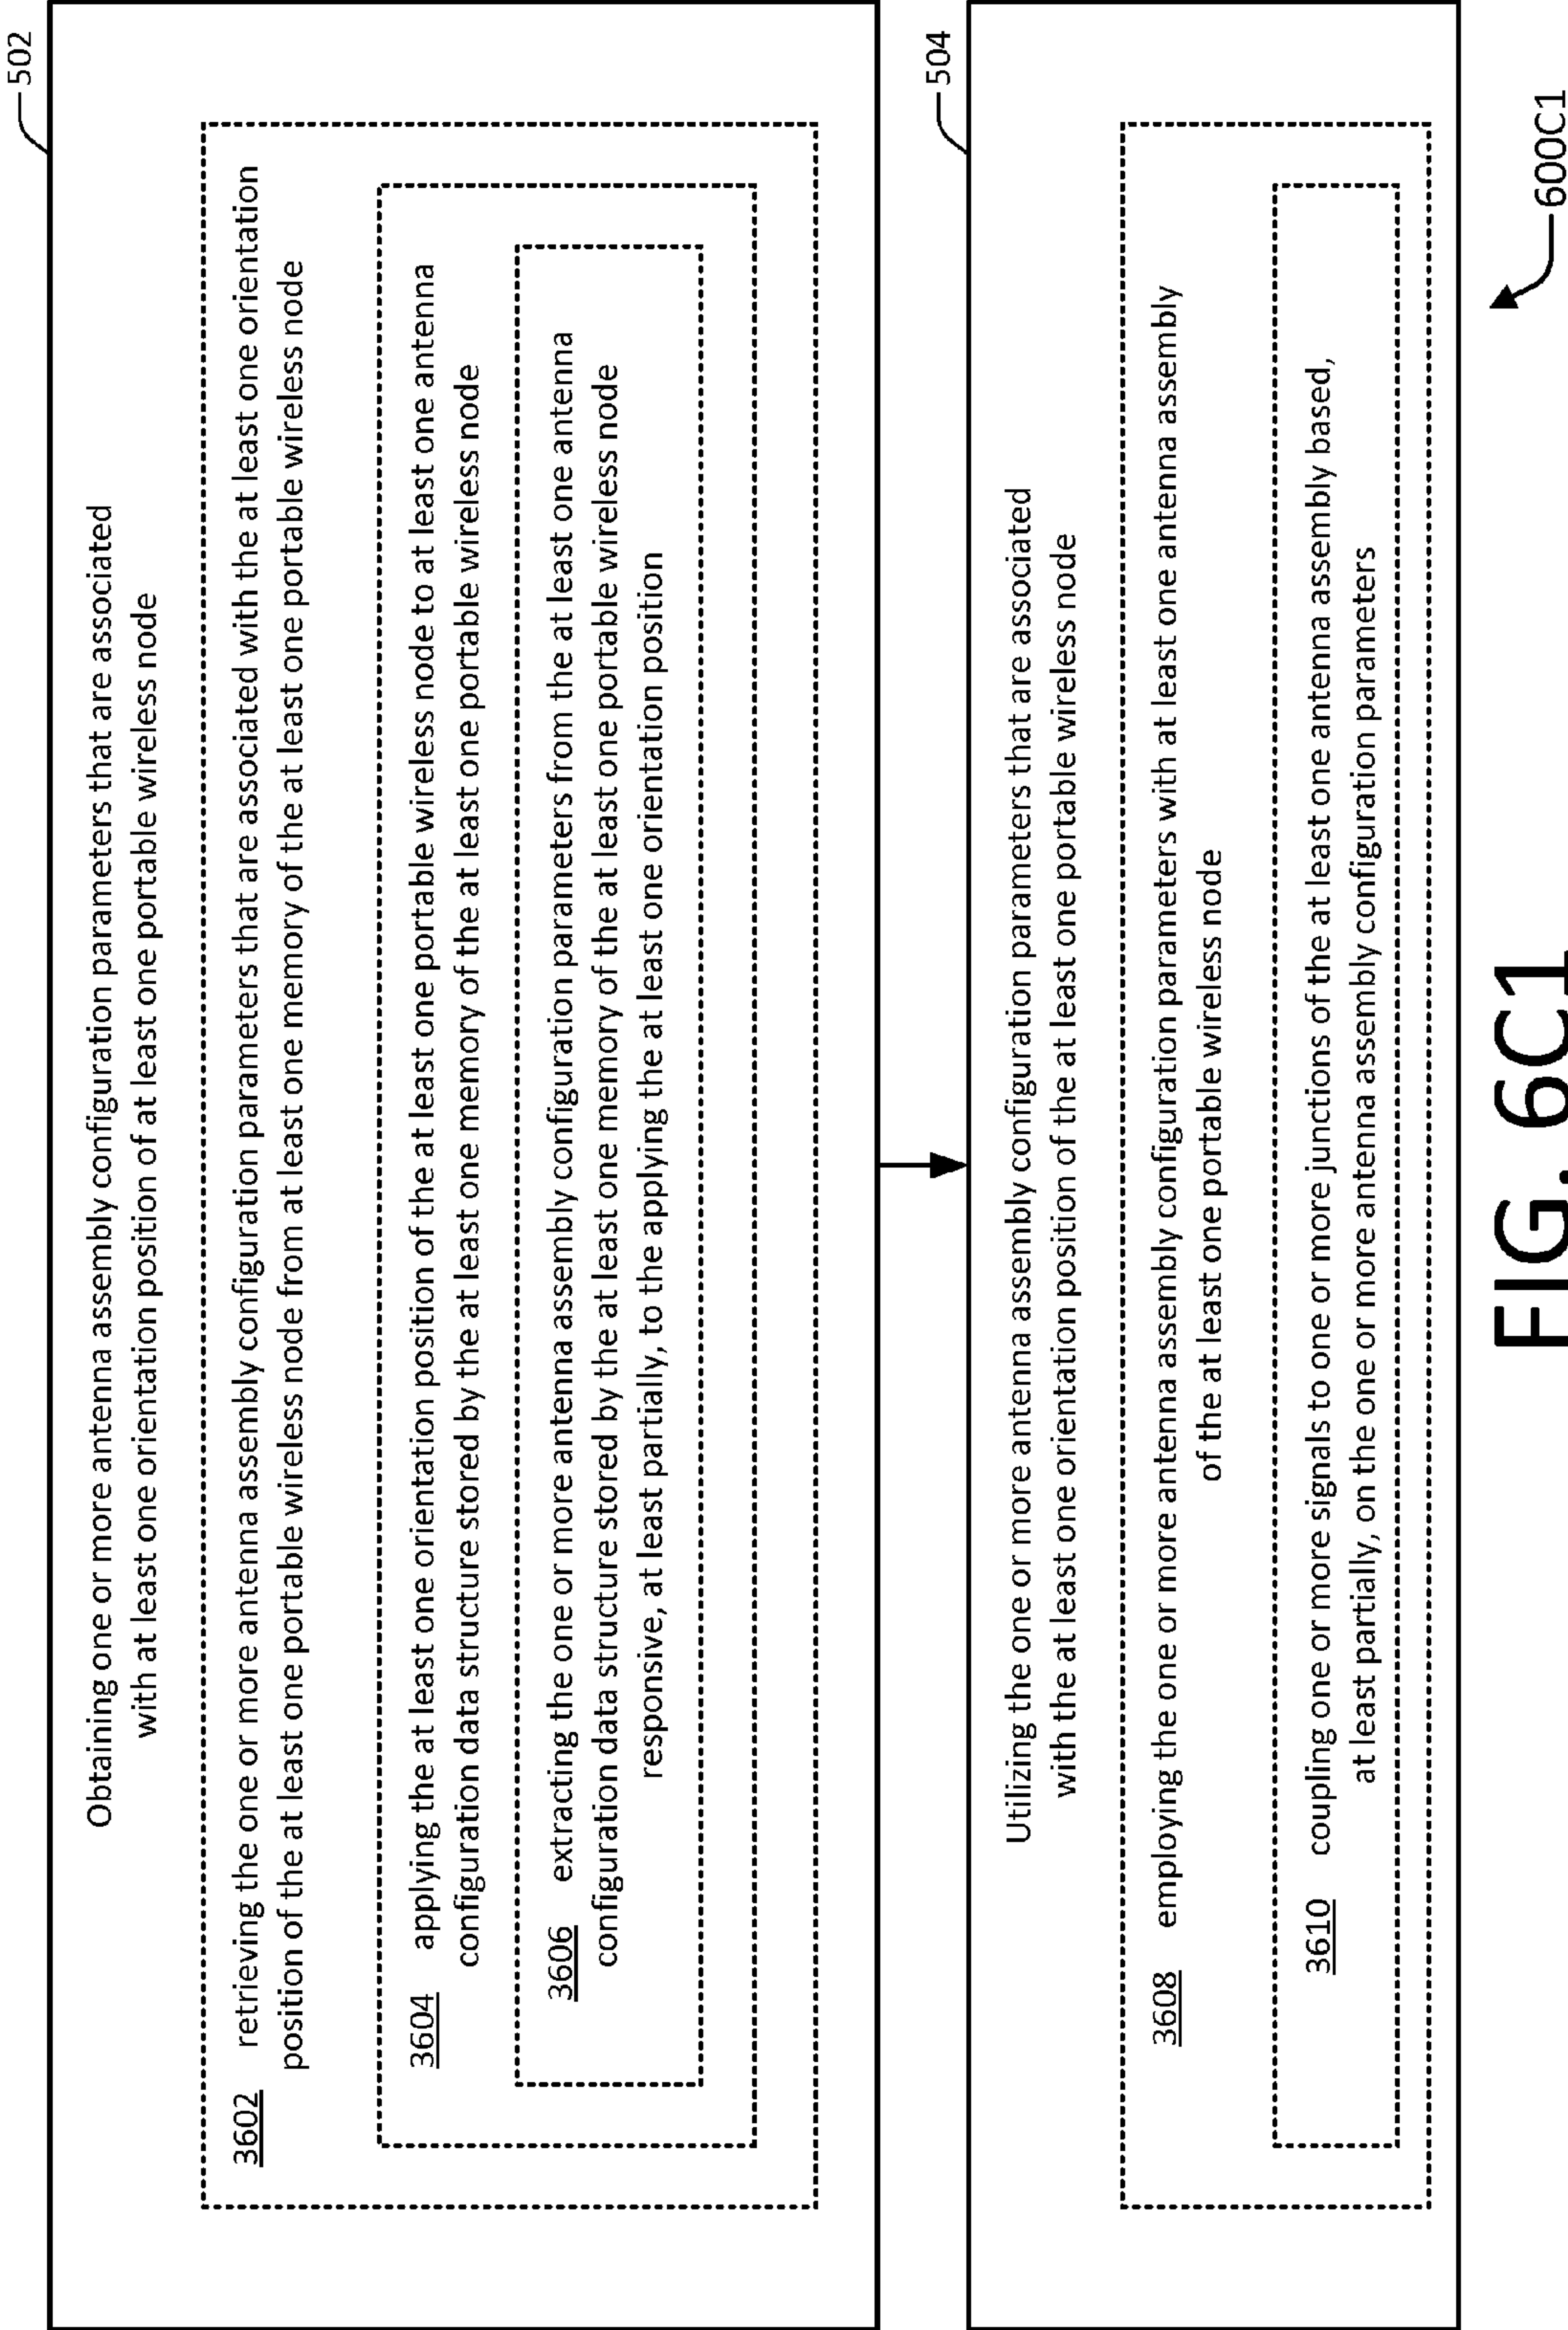 502
Obtaining one or more antenna assembly configuration parameters that are associated
with at least one orientation position of at least one portable wireless node
3602 retrieving the one or more antenna assembly configuration parameters that are associated with the at least one orientation
position of the at least one portable wireless node from at least one memory of the at least one portable wireless node
3604 applying the at least one orientation position of the at least one portable wireless node to at least one antenna
configuration data structure stored by the at least one memory of the at least one portable wireless node
3606 extracting the one or more antenna assembly configuration parameters from the at least one antenna
configuration data structure stored by the at least one memory of the at least one portable wireless node
responsive, at least partially, to the applying the at least one orientation position
504
Utilizing the one or more antenna assembly configuration parameters that are associated
with the at least one orientation position of the at least one portable wireless node
3608 employing the one or more antenna assembly configuration parameters with at least one antenna assembly
of the at least one portable wireless node
3610 coupling one or more signals to one or more junctions of the at least one antenna assembly based,
at least partially, on the one or more antenna assembly configuration parameters
600C1
FIG. 6C1